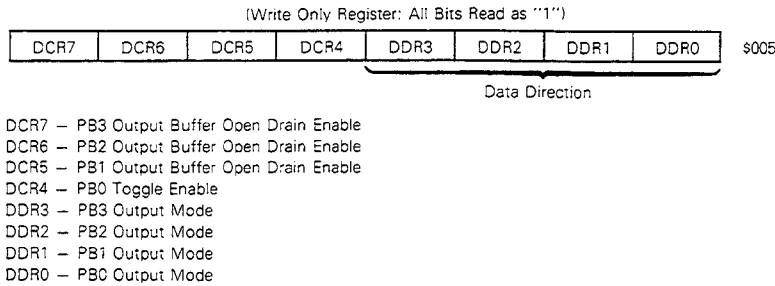 (Write Only Register: All Bits Read as "1")
DCR7 DCR6 DCR5 DCR4 DDR3 DDR2 DDR1 DDR0 $005
Data Direction
DCR7 – PB3 Output Buffer Open Drain Enable
DCR6 – PB2 Output Buffer Open Drain Enable
DCR5 – PB1 Output Buffer Open Drain Enable
DCR4 – PB0 Toggle Enable
DDR3 – PB3 Output Mode
DDR2 – PB2 Output Mode
DDR1 – PB1 Output Mode
DDR0 – PB0 Output Mode